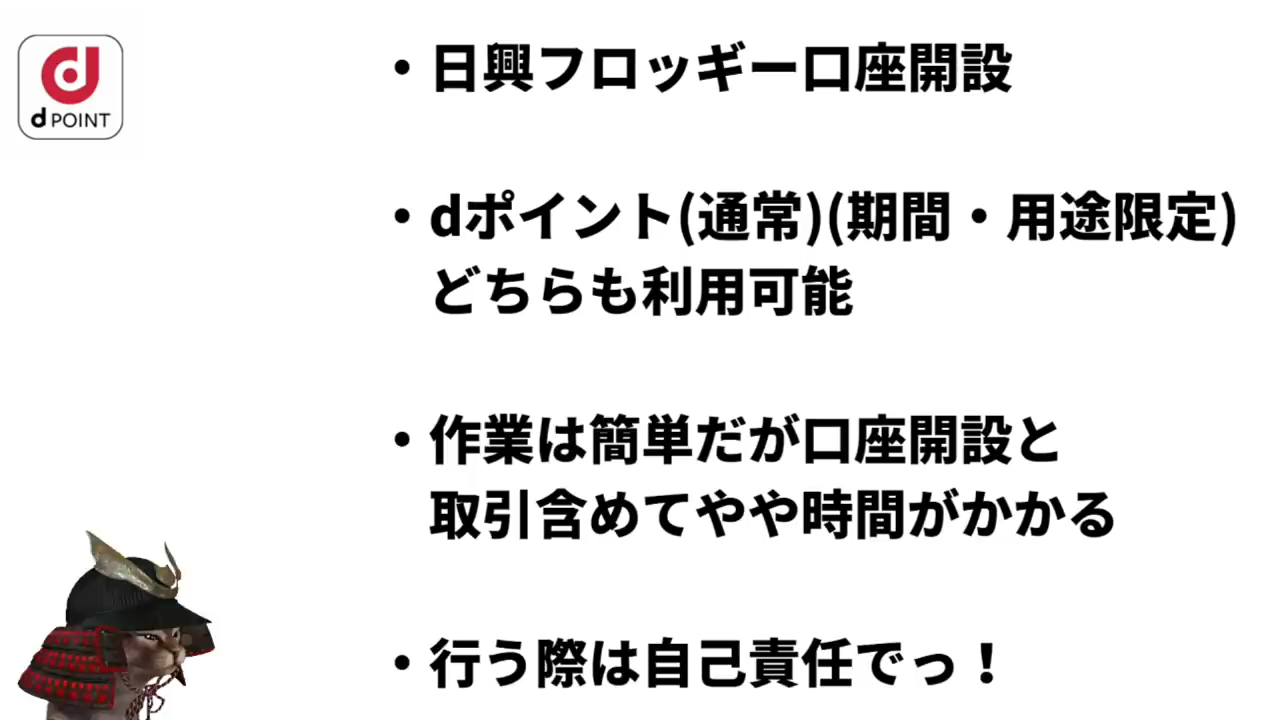 d POINT
・日興フロッギー口座開設
・dポイント(通常)(期間・用途限定)
どちらも利用可能
・作業は簡単だが口座開設と
取引含めてやや時間がかかる
・行う際は自己責任でっ！